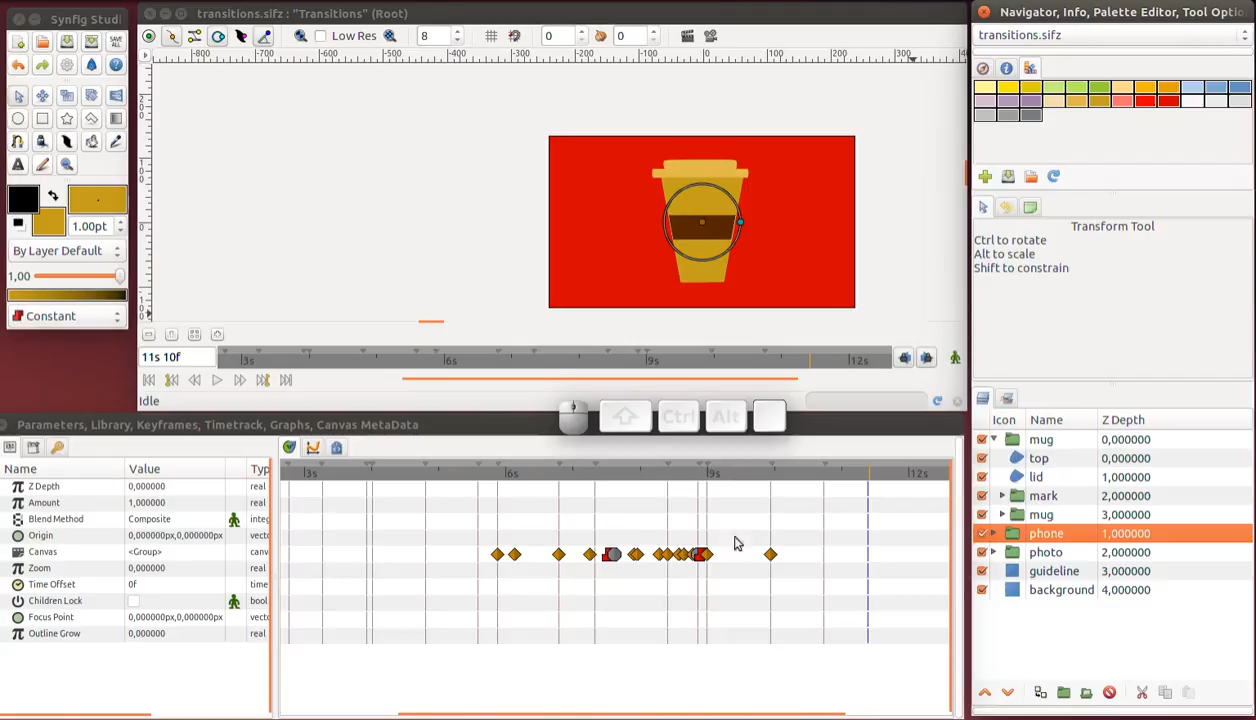 Synfig Studi
transitions.sifz : "Transitions" (Root)
Navigator, Info, Palette Editor, Tool Optio
SAVE ALL
Low Res
8
0
0
transitions.sifz
-800
-700
-600
-500
-400
-300
-200
-100
0
100
200
300
40
1.00pt
By Layer Default
1,00
Constant
Transform Tool
Ctrl to rotate
Alt to scale
Shift to constrain
11s 10f
3s
6s
9s
12s
Idle
Ctrl
Alt
Parameters, Library, Keyframes, Timetrack, Graphs, Canvas MetaData
Name Value Typ
3s 6s 9s 12s
Z Depth 0,000000 real
Amount 1,000000 real
Blend Method Composite integ
Origin 0,000000px,0,000000px vecto
Canvas <Group> canv
Zoom 0,000000 real
Time Offset 0f time
Children Lock bool
Focus Point 0,000000px,0,000000px vecto
Outline Grow 0,000000 real
Icon Name Z Depth
mug 0,000000
top 0,000000
lid 1,000000
mark 2,000000
mug 3,000000
phone 1,000000
photo 2,000000
guideline 3,000000
background 4,000000